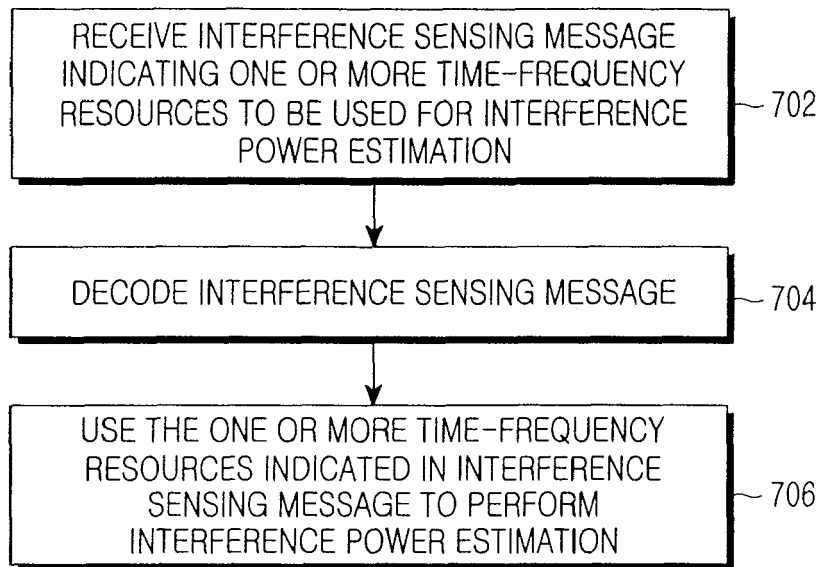 RECEIVE INTERFERENCE SENSING MESSAGE
INDICATING ONE OR MORE TIME-FREQUENCY
RESOURCES TO BE USED FOR INTERFERENCE
POWER ESTIMATION
702
DECODE INTERFERENCE SENSING MESSAGE
704
USE THE ONE OR MORE TIME-FREQUENCY
RESOURCES INDICATED IN INTERFERENCE
SENSING MESSAGE TO PERFORM
INTERFERENCE POWER ESTIMATION
706